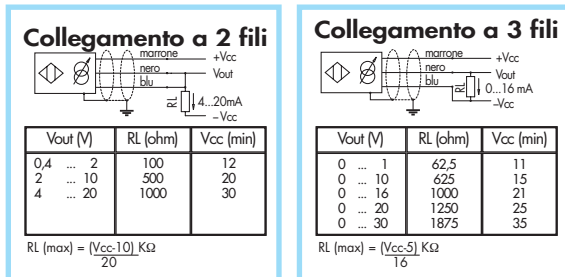 Collegamento a 2 fili
marrone
+Vcc
nero
Vout
blu
RL
4...20mA
–Vcc
Vout (V) RL (ohm) Vcc (min)
0,4 ... 2 100 12
2 ... 10 500 20
4 ... 20 1000 30
RL (max) = (Vcc-10) KΩ
20
Collegamento a 3 fili
marrone
+Vcc
nero
Vout
blu
RL
0...16 mA
–Vcc
Vout (V) RL (ohm) Vcc (min)
0 ... 1 62,5 11
0 ... 10 625 15
0 ... 16 1000 21
0 ... 20 1250 25
0 ... 30 1875 35
RL (max) = (Vcc-5) KΩ
16